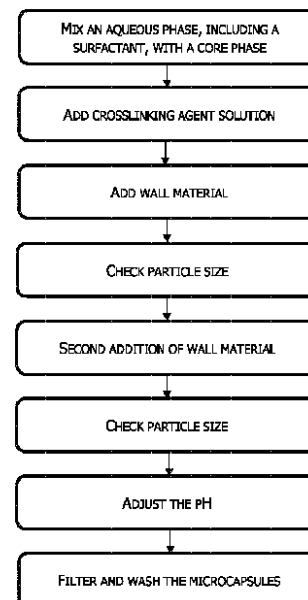 MIX AN AQUEOUS PHASE, INCLUDING A
SURFACTANT, WITH A CORE PHASE
ADD CROSSLINKING AGENT SOLUTION
ADD WALL MATERIAL
CHECK PARTICLE SIZE
SECOND ADDITION OF WALL MATERIAL
CHECK PARTICLE SIZE
ADJUST THE PH
FILTER AND WASH THE MICROCAPSULES